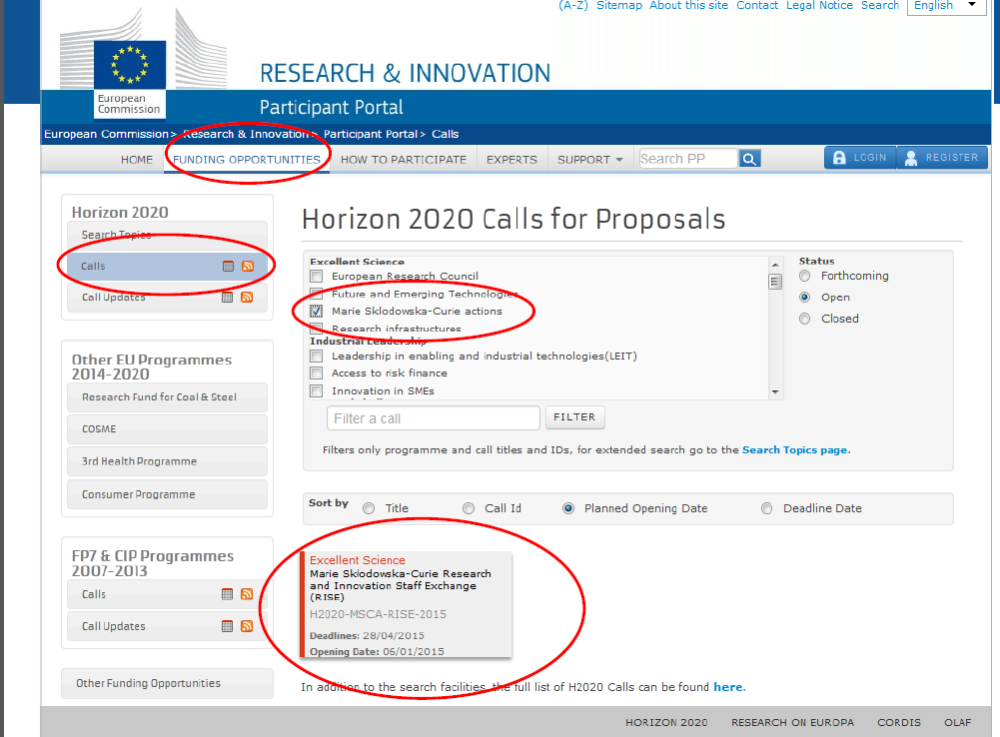 (A-Z) Sitemap About this site Contact Legal Notice Search English
European
Commission
RESEARCH & INNOVATION
Participant Portal
European Commission> Research & Innovation> Participant Portal> Calls
HOME FUNDING OPPORTUNITIES HOW TO PARTICIPATE EXPERTS SUPPORT Search PP LOGIN REGISTER
Horizon 2020
Search Topics
Calls
Call Updates
Other EU Programmes
2014-2020
Research Fund for Coal & Steel
COSME
3rd Health Programme
Consumer Programme
FP7 & CIP Programmes
2007-2013
Calls
Call Updates
Other Funding Opportunities
Horizon 2020 Calls for Proposals
Excellent Science
European Research Council
Future and Emerging Technologies
Marie Sklodowska-Curie actions
Research infrastructures
Industrial Leadership
Leadership in enabling and industrial technologies(LEIT)
Access to risk finance
Innovation in SMEs
Status
Forthcoming
Open
Closed
Filter a call FILTER
Filters only programme and call titles and IDs, for extended search go to the Search Topics page.
Sort by Title Call Id Planned Opening Date Deadline Date
Excellent Science
Marie Sklodowska-Curie Research
and Innovation Staff Exchange
(RISE)
H2020-MSCA-RISE-2015
Deadlines: 28/04/2015
Opening Date: 06/01/2015
In addition to the search facilities, the full list of H2020 Calls can be found here.
HORIZON 2020 RESEARCH ON EUROPA CORDIS OLAF